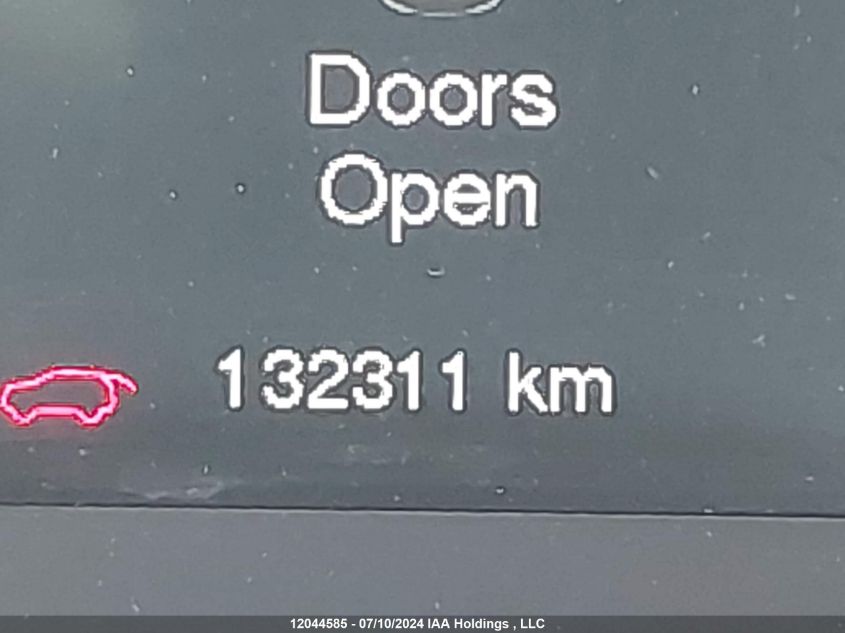 Doors
Open
132311 km
12044585 - 07/10/2024 IAA Holdings , LLC